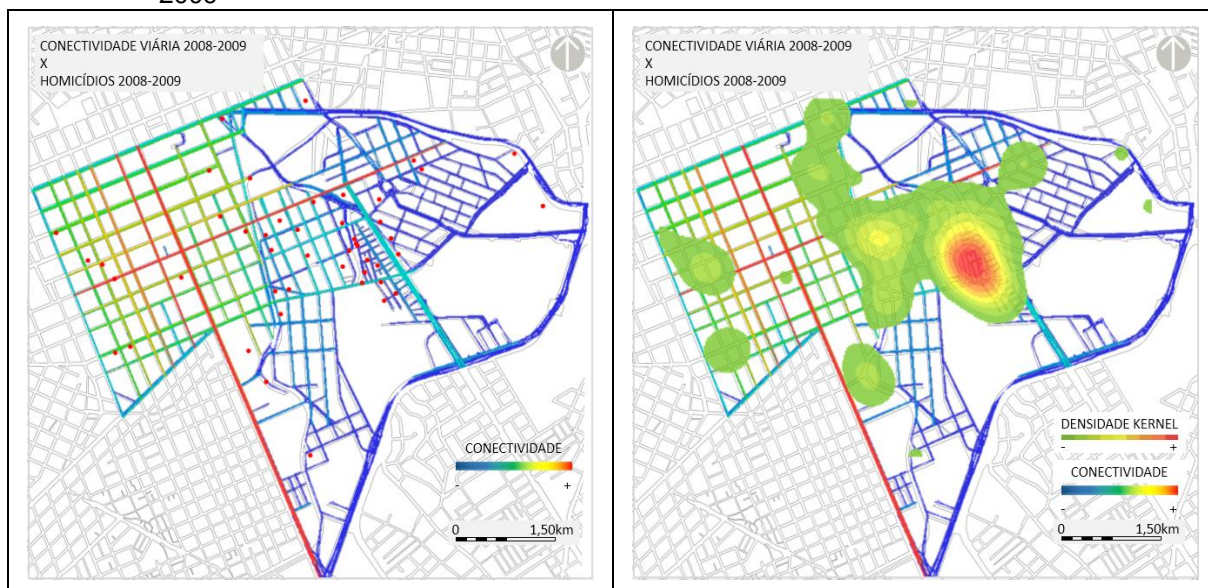 CONECTIVIDADE VIÁRIA 2008-2009
X
HOMICÍDIOS 2008-2009
CONECTIVIDADE
- +
0 1,50km
CONECTIVIDADE VIÁRIA 2008-2009
X
HOMICÍDIOS 2008-2009
DENSIDADE KERNEL
- +
CONECTIVIDADE
- +
0 1,50km